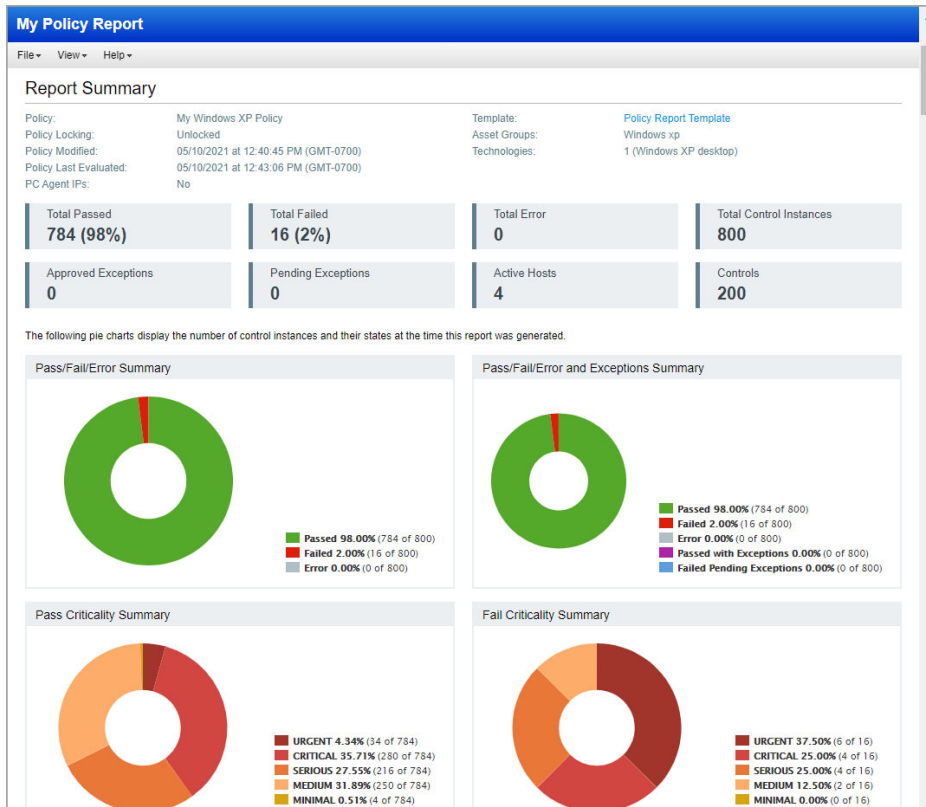 My Policy Report
File View Help
Report Summary
Policy: My Windows XP Policy Template: Policy Report Template
Policy Locking: Unlocked Asset Groups: Windows xp
Policy Modified: 05/10/2021 at 12:40:45 PM (GMT-0700) Technologies: 1 (Windows XP desktop)
Policy Last Evaluated: 05/10/2021 at 12:43:06 PM (GMT-0700)
PC Agent IPs: No
Total Passed Total Failed Total Error Total Control Instances
784 (98%) 16 (2%) 0 800
Approved Exceptions Pending Exceptions Active Hosts Controls
0 0 4 200
The following pie charts display the number of control instances and their states at the time this report was generated.
Pass/Fail/Error Summary
Passed 98.00% (784 of 800)
Failed 2.00% (16 of 800)
Error 0.00% (0 of 800)
Pass/Fail/Error and Exceptions Summary
Passed 98.00% (784 of 800)
Failed 2.00% (16 of 800)
Error 0.00% (0 of 800)
Passed with Exceptions 0.00% (0 of 800)
Failed Pending Exceptions 0.00% (0 of 800)
Pass Criticality Summary
URGENT 4.34% (34 of 784)
CRITICAL 35.71% (280 of 784)
SERIOUS 27.55% (216 of 784)
MEDIUM 31.89% (250 of 784)
MINIMAL 0.51% (4 of 784)
Fail Criticality Summary
URGENT 37.50% (6 of 16)
CRITICAL 25.00% (4 of 16)
SERIOUS 25.00% (4 of 16)
MEDIUM 12.50% (2 of 16)
MINIMAL 0.00% (0 of 16)